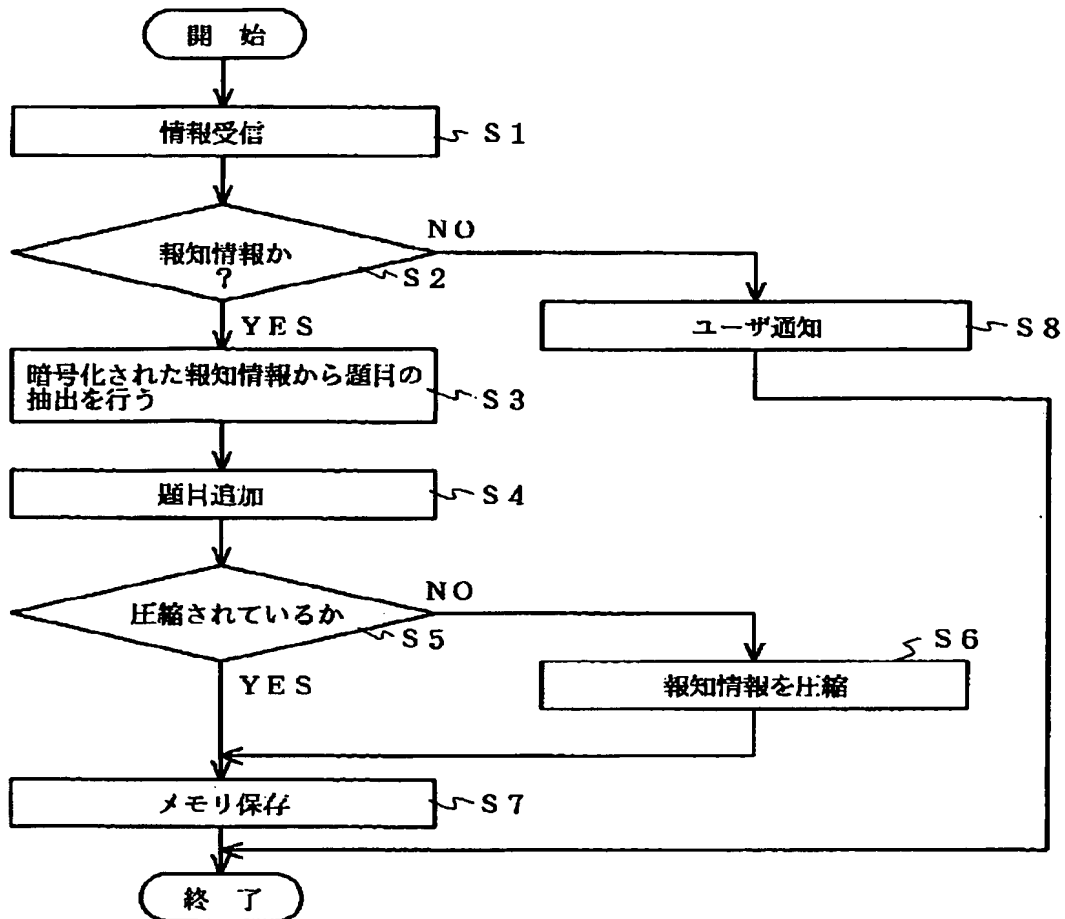 開 始
情報受信 S1
報知情報か
? S2
NO
YES
ユーザ通知 S8
暗号化された報知情報から題目の
抽出を行う S3
題目追加 S4
圧縮されているか S5
NO
YES
S6
報知情報を圧縮
メモリ保存 S7
終 了